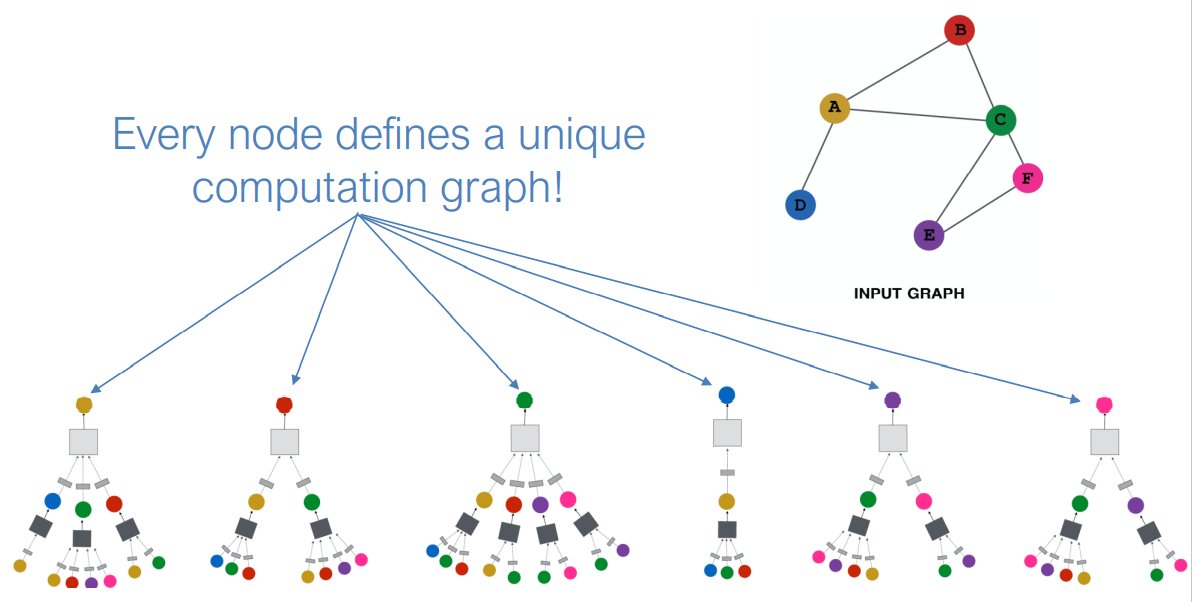 Every node defines a unique
computation graph!
B
A
C
F
D
E
INPUT GRAPH